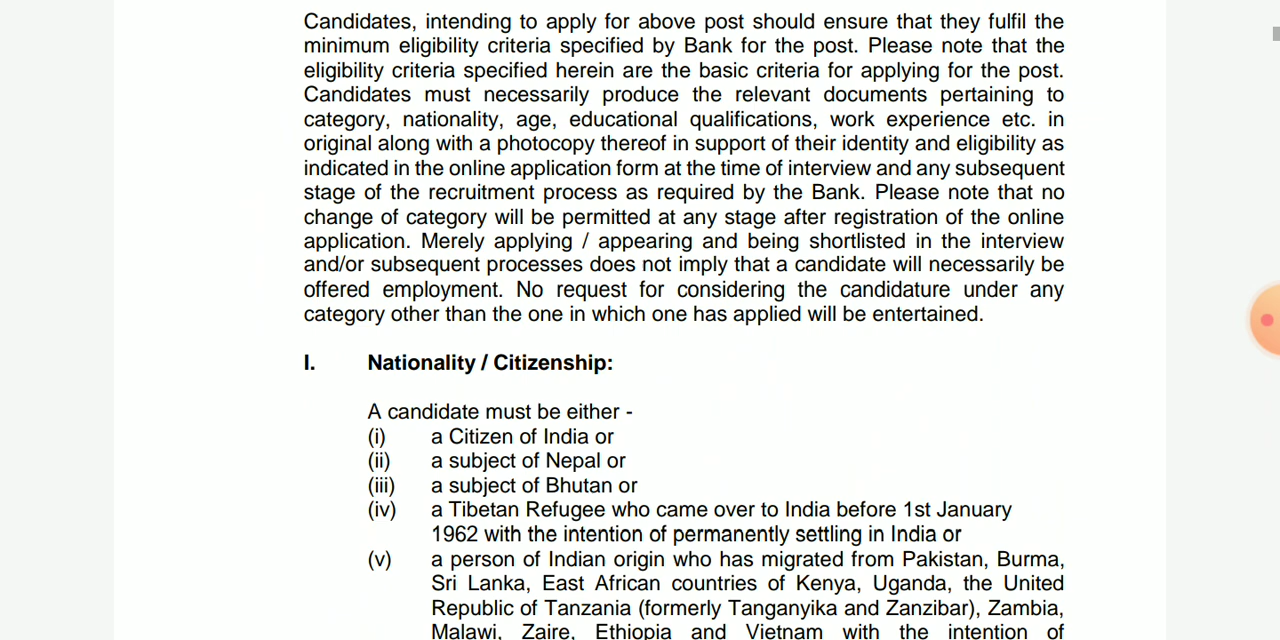 Candidates, intending to apply for above post should ensure that they fulfil the
minimum eligibility criteria specified by Bank for the post. Please note that the
eligibility criteria specified herein are the basic criteria for applying for the post.
Candidates must necessarily produce the relevant documents pertaining to
category, nationality, age, educational qualifications, work experience etc. in
original along with a photocopy thereof in support of their identity and eligibility as
indicated in the online application form at the time of interview and any subsequent
stage of the recruitment process as required by the Bank. Please note that no
change of category will be permitted at any stage after registration of the online
application. Merely applying / appearing and being shortlisted in the interview
and/or subsequent processes does not imply that a candidate will necessarily be
offered employment. No request for considering the candidature under any
category other than the one in which one has applied will be entertained.
I. Nationality / Citizenship:
A candidate must be either -
(i) a Citizen of India or
(ii) a subject of Nepal or
(iii) a subject of Bhutan or
(iv) a Tibetan Refugee who came over to India before 1st January
1962 with the intention of permanently settling in India or
(v) a person of Indian origin who has migrated from Pakistan, Burma,
Sri Lanka, East African countries of Kenya, Uganda, the United
Republic of Tanzania (formerly Tanganyika and Zanzibar), Zambia,
Malawi, Zaire, Ethiopia and Vietnam with the intention of